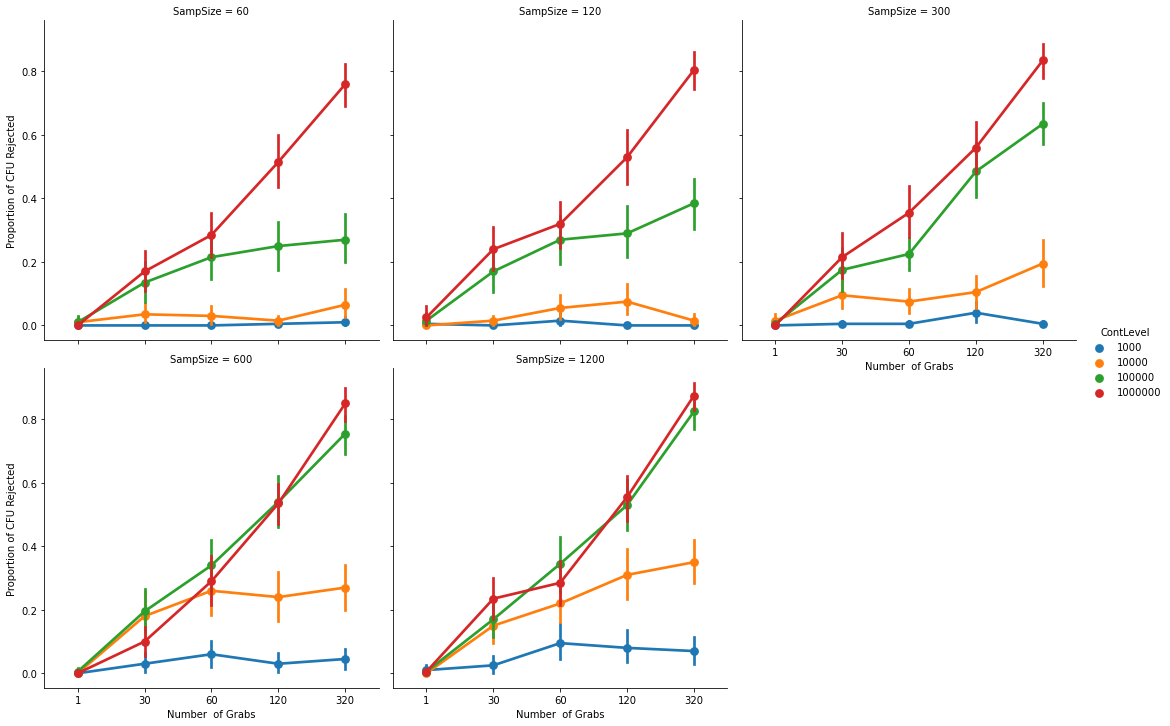 SampSize = 60
SampSize = 120
SampSize = 300
Proportion of CFU Rejected
0.8
0.6
0.4
0.2
0.0
1 30 60 120 320
Number  of Grabs
ContLevel
1000
10000
100000
1000000
SampSize = 600
SampSize = 1200
Proportion of CFU Rejected
0.8
0.6
0.4
0.2
0.0
1 30 60 120 320
Number  of Grabs
1 30 60 120 320
Number  of Grabs